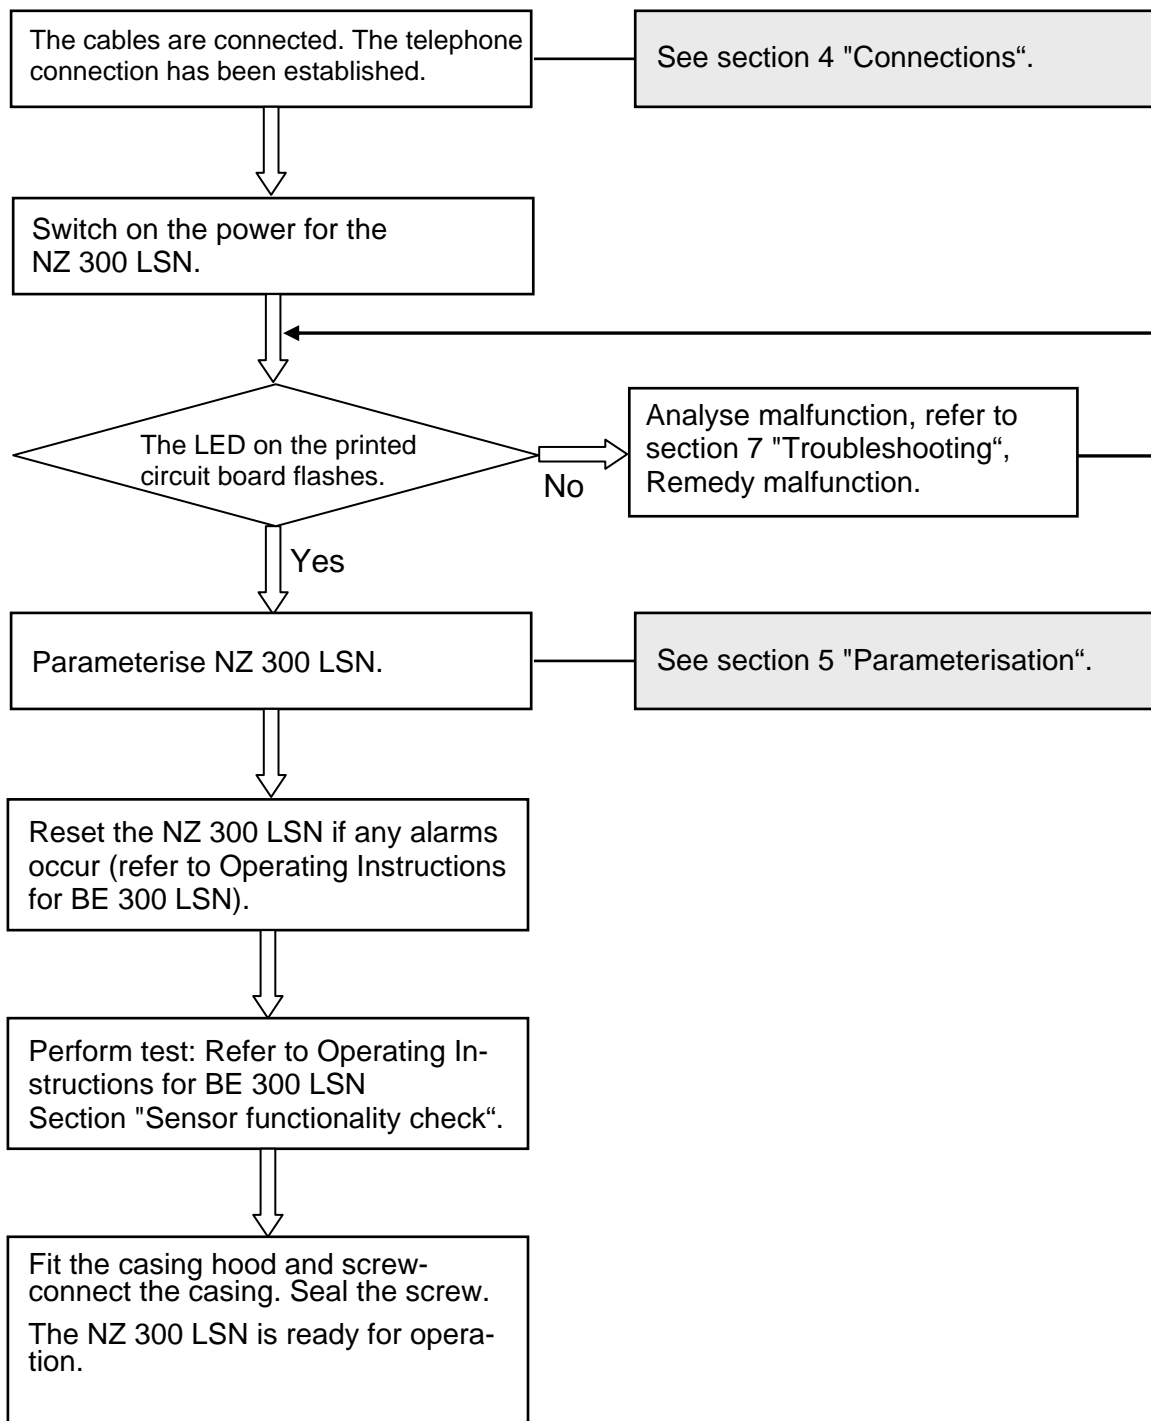 The cables are connected. The telephone
connection has been established.
See section 4 "Connections“.
Switch on the power for the
NZ 300 LSN.
The LED on the printed
circuit board flashes.
No
Analyse malfunction, refer to
section 7 "Troubleshooting“,
Remedy malfunction.
Yes
Parameterise NZ 300 LSN.
See section 5 "Parameterisation“.
Reset the NZ 300 LSN if any alarms
occur (refer to Operating Instructions
for BE 300 LSN).
Perform test: Refer to Operating In-
structions for BE 300 LSN
Section "Sensor functionality check“.
Fit the casing hood and screw-
connect the casing. Seal the screw.
The NZ 300 LSN is ready for opera-
tion.